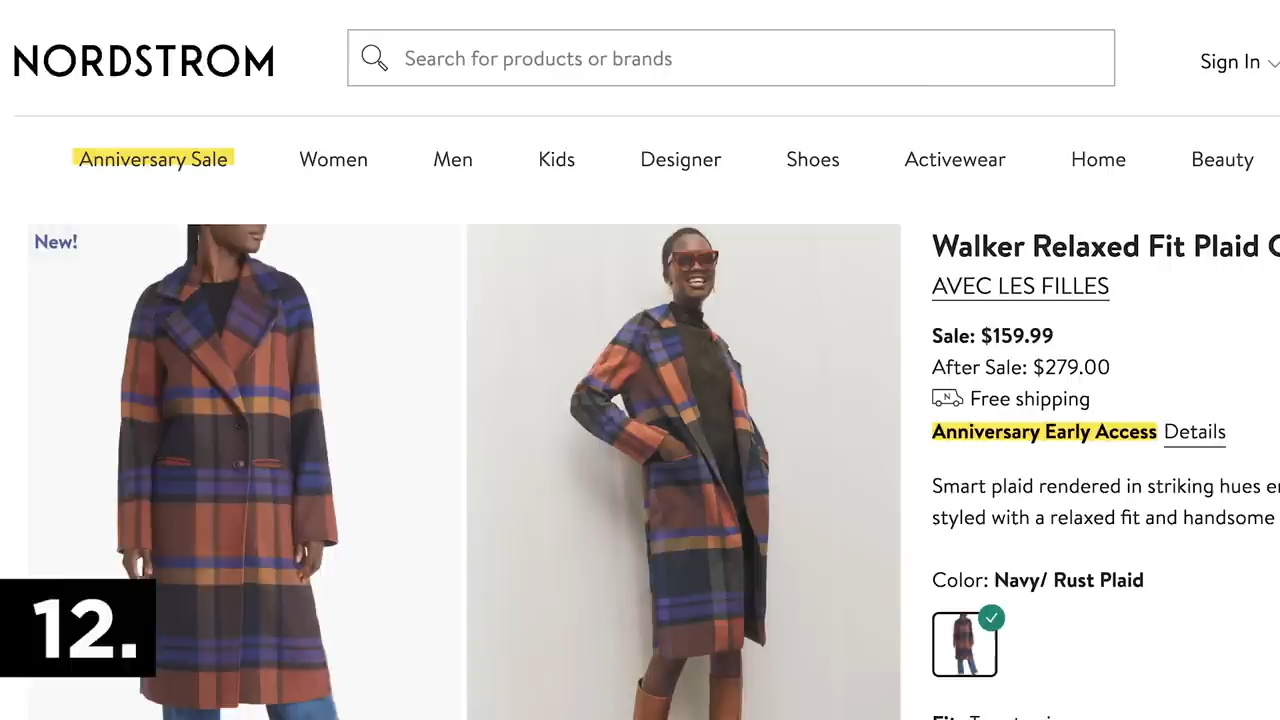 NORDSTROM
Search for products or brands
Sign In
Anniversary Sale Women Men Kids Designer Shoes Activewear Home Beauty
New!
Walker Relaxed Fit Plaid
AVEC LES FILLES
Sale: $159.99
After Sale: $279.00
N Free shipping
Anniversary Early Access Details
Smart plaid rendered in striking hues
styled with a relaxed fit and handsome
Color: Navy/ Rust Plaid
12.